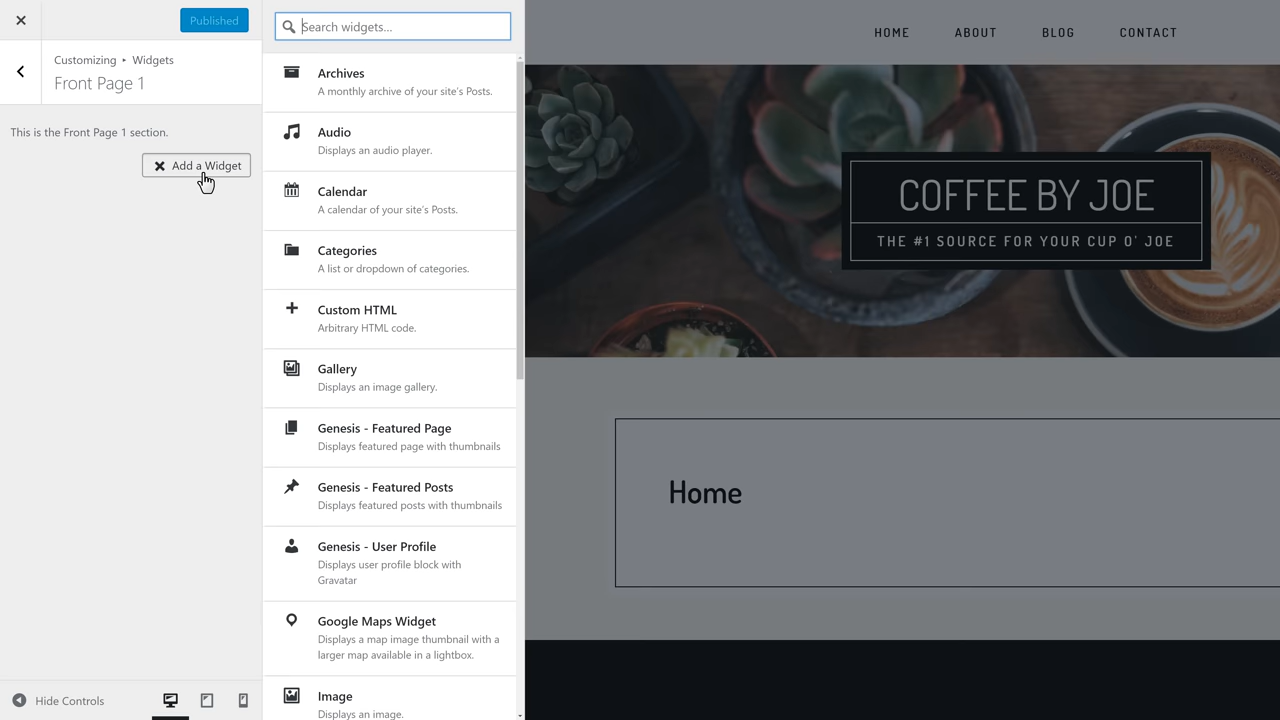 Published
Customizing ▸ Widgets
Front Page 1
This is the Front Page 1 section.
Add a Widget
Hide Controls
Search widgets...
Archives
A monthly archive of your site's Posts.
Audio
Displays an audio player.
Calendar
A calendar of your site's Posts.
Categories
A list or dropdown of categories.
Custom HTML
Arbitrary HTML code.
Gallery
Displays an image gallery.
Genesis - Featured Page
Displays featured page with thumbnails
Genesis - Featured Posts
Displays featured posts with thumbnails
Genesis - User Profile
Displays user profile block with
Gravatar
Google Maps Widget
Displays a map image thumbnail with a
larger map available in a lightbox.
Image
Displays an image.
HOME ABOUT BLOG CONTACT
COFFEE BY JOE
THE #1 SOURCE FOR YOUR CUP O' JOE
Home